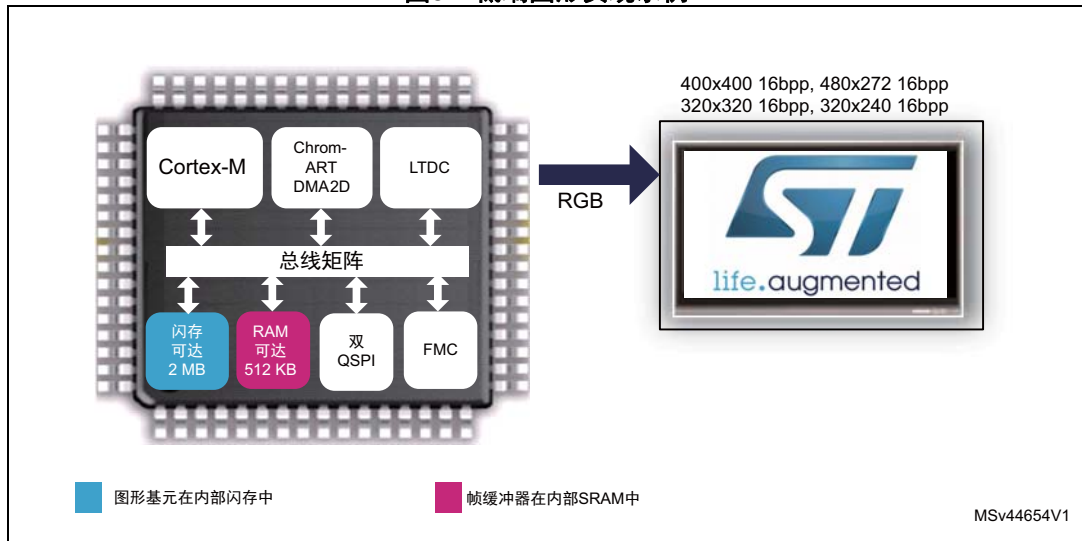 400x400 16bpp, 480x272 16bpp
320x320 16bpp, 320x240 16bpp
Cortex-M
Chrom-
ART
DMA2D
LTDC
RGB
总线矩阵
ST
life.augmented
闪存
可达
2 MB
RAM
可达
512 KB
双
QSPI
FMC
图形基元在内部闪存中
帧缓冲器在内部SRAM中
MSv44654V1